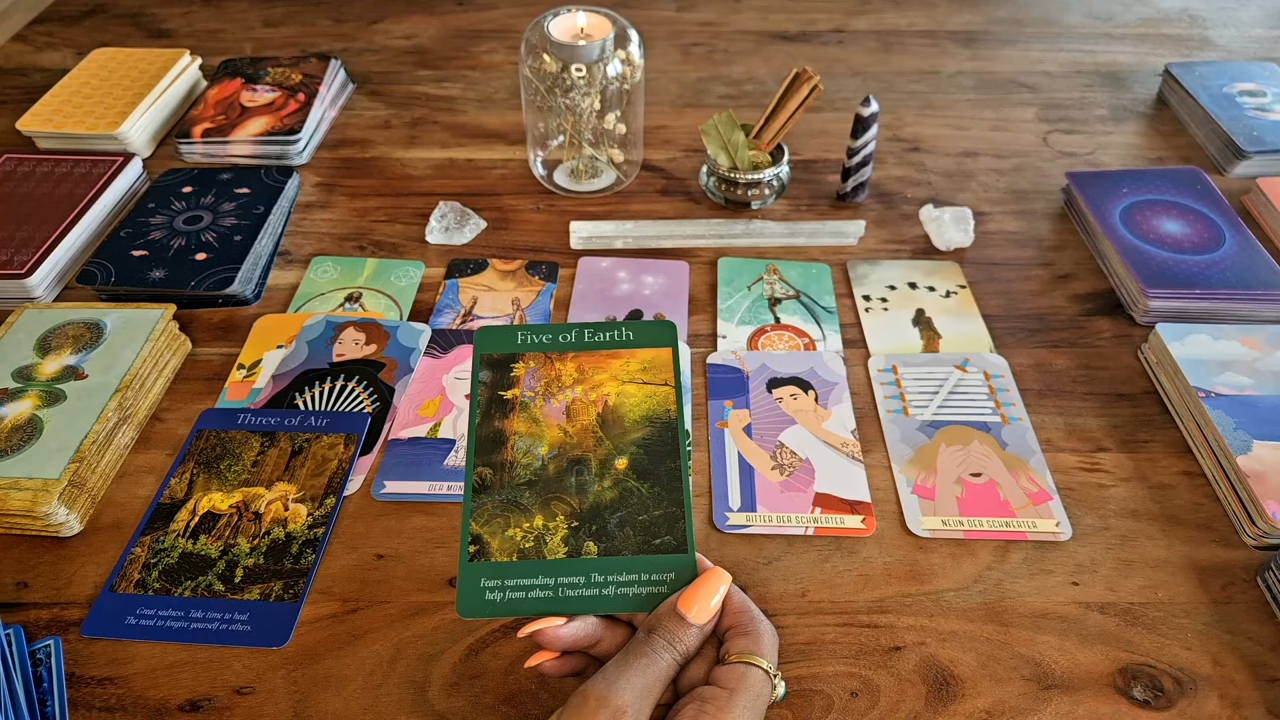 Five of Earth
Fears surrounding money. The wisdom to accept
help from others. Uncertain self-employment.
Three of Air
Great sadness. Take time to heal.
The need to forgive yourself or others.
DER MON
RITTER DER SCHWERTER
NEUN DER SCHWERTER